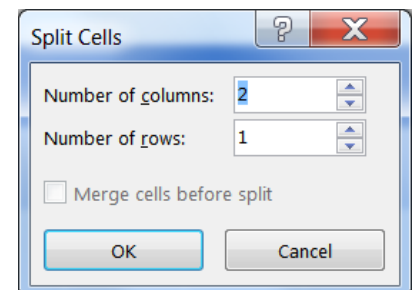 Split Cells
Number of columns: 2
Number of rows: 1
Merge cells before split
OK Cancel